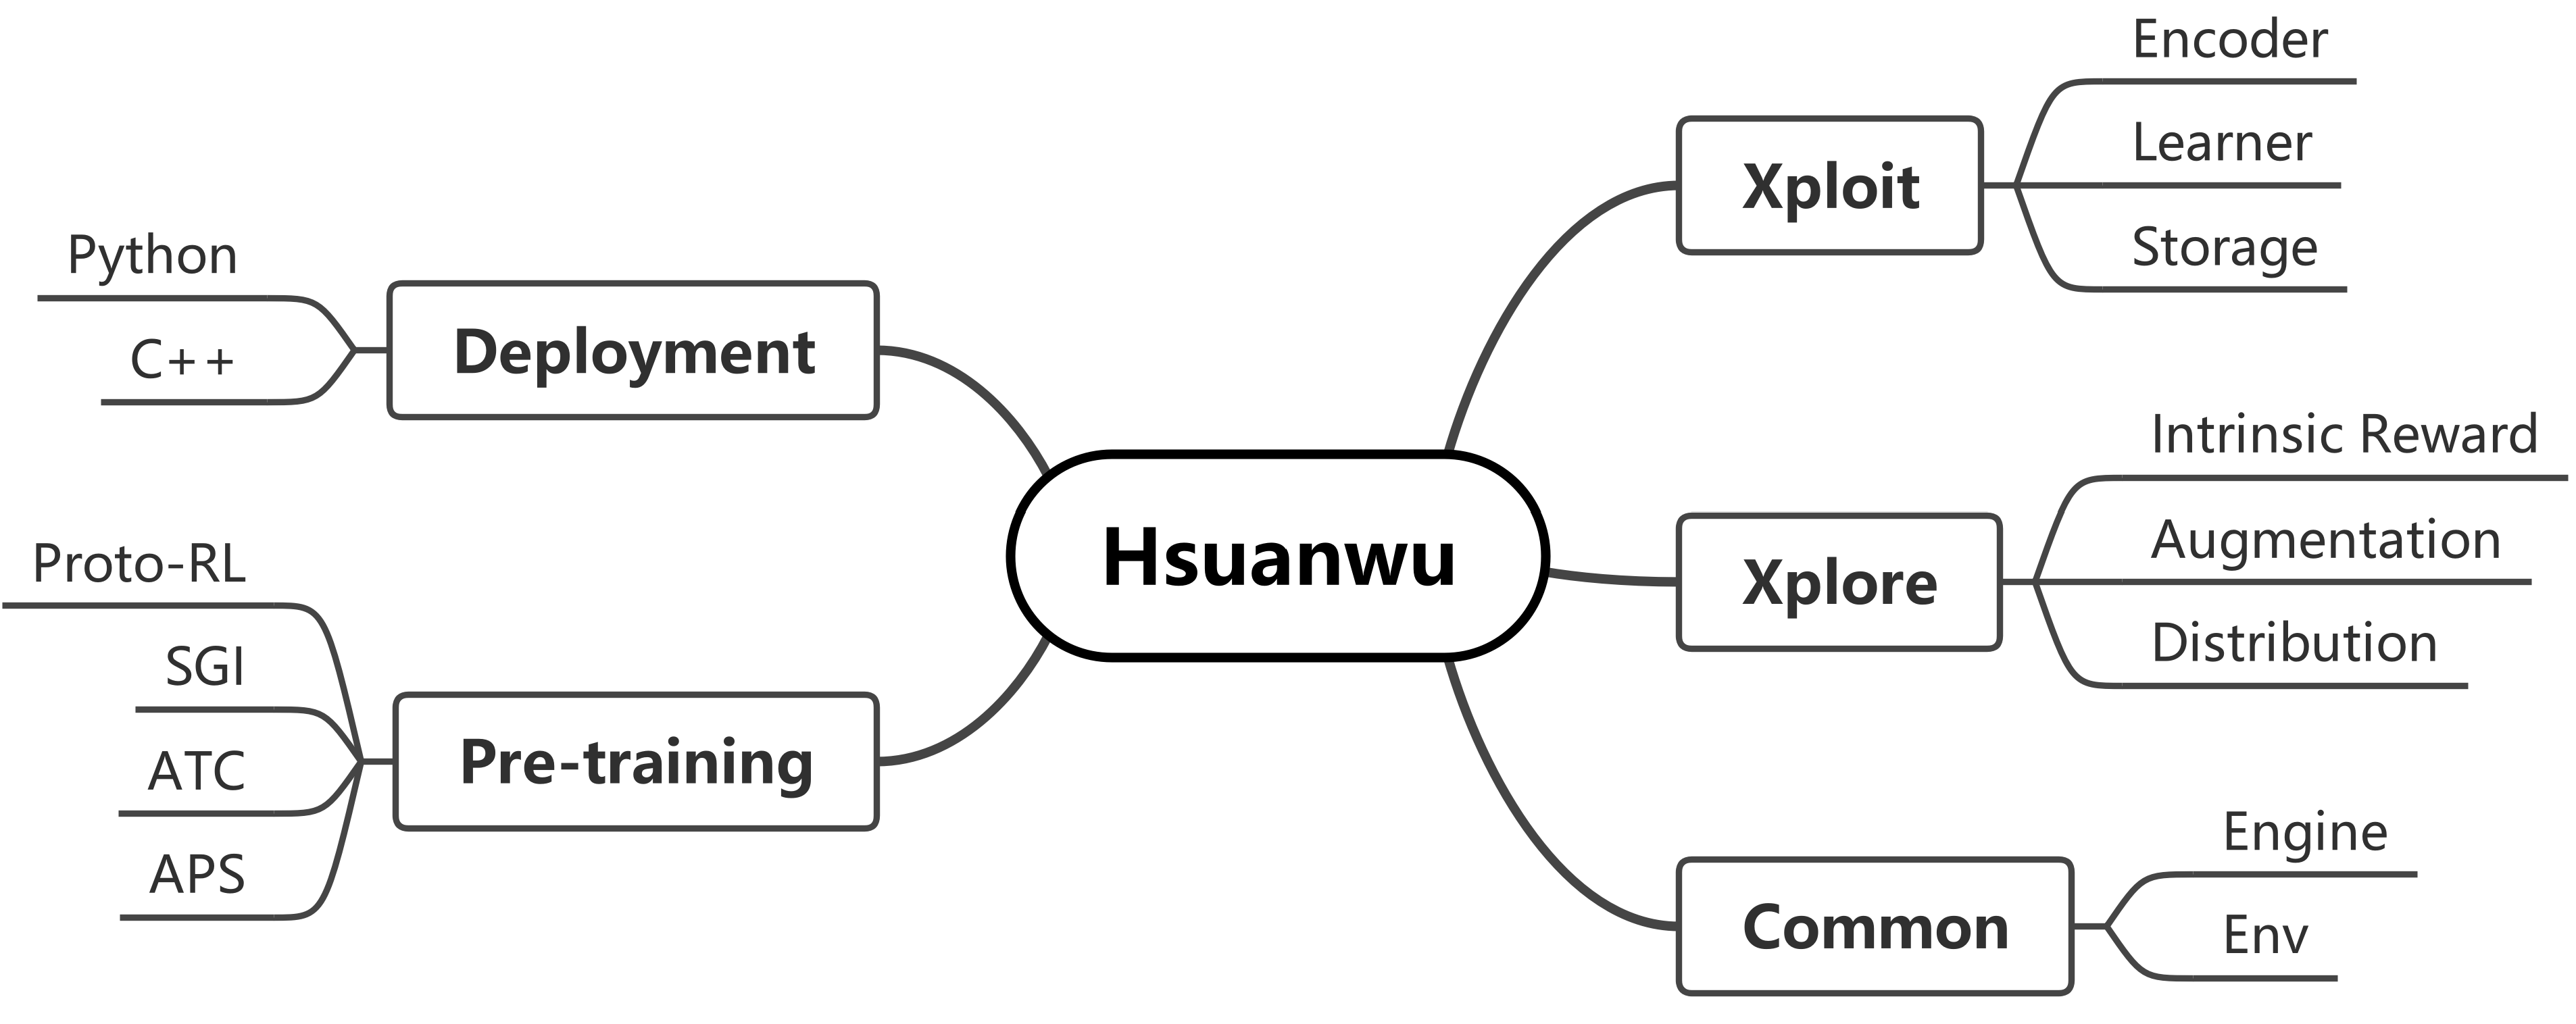 Hsuanwu
Xploit
Encoder
Learner
Storage
Xplore
Intrinsic Reward
Augmentation
Distribution
Common
Engine
Env
Deployment
Python
C++
Pre-training
Proto-RL
SGI
ATC
APS